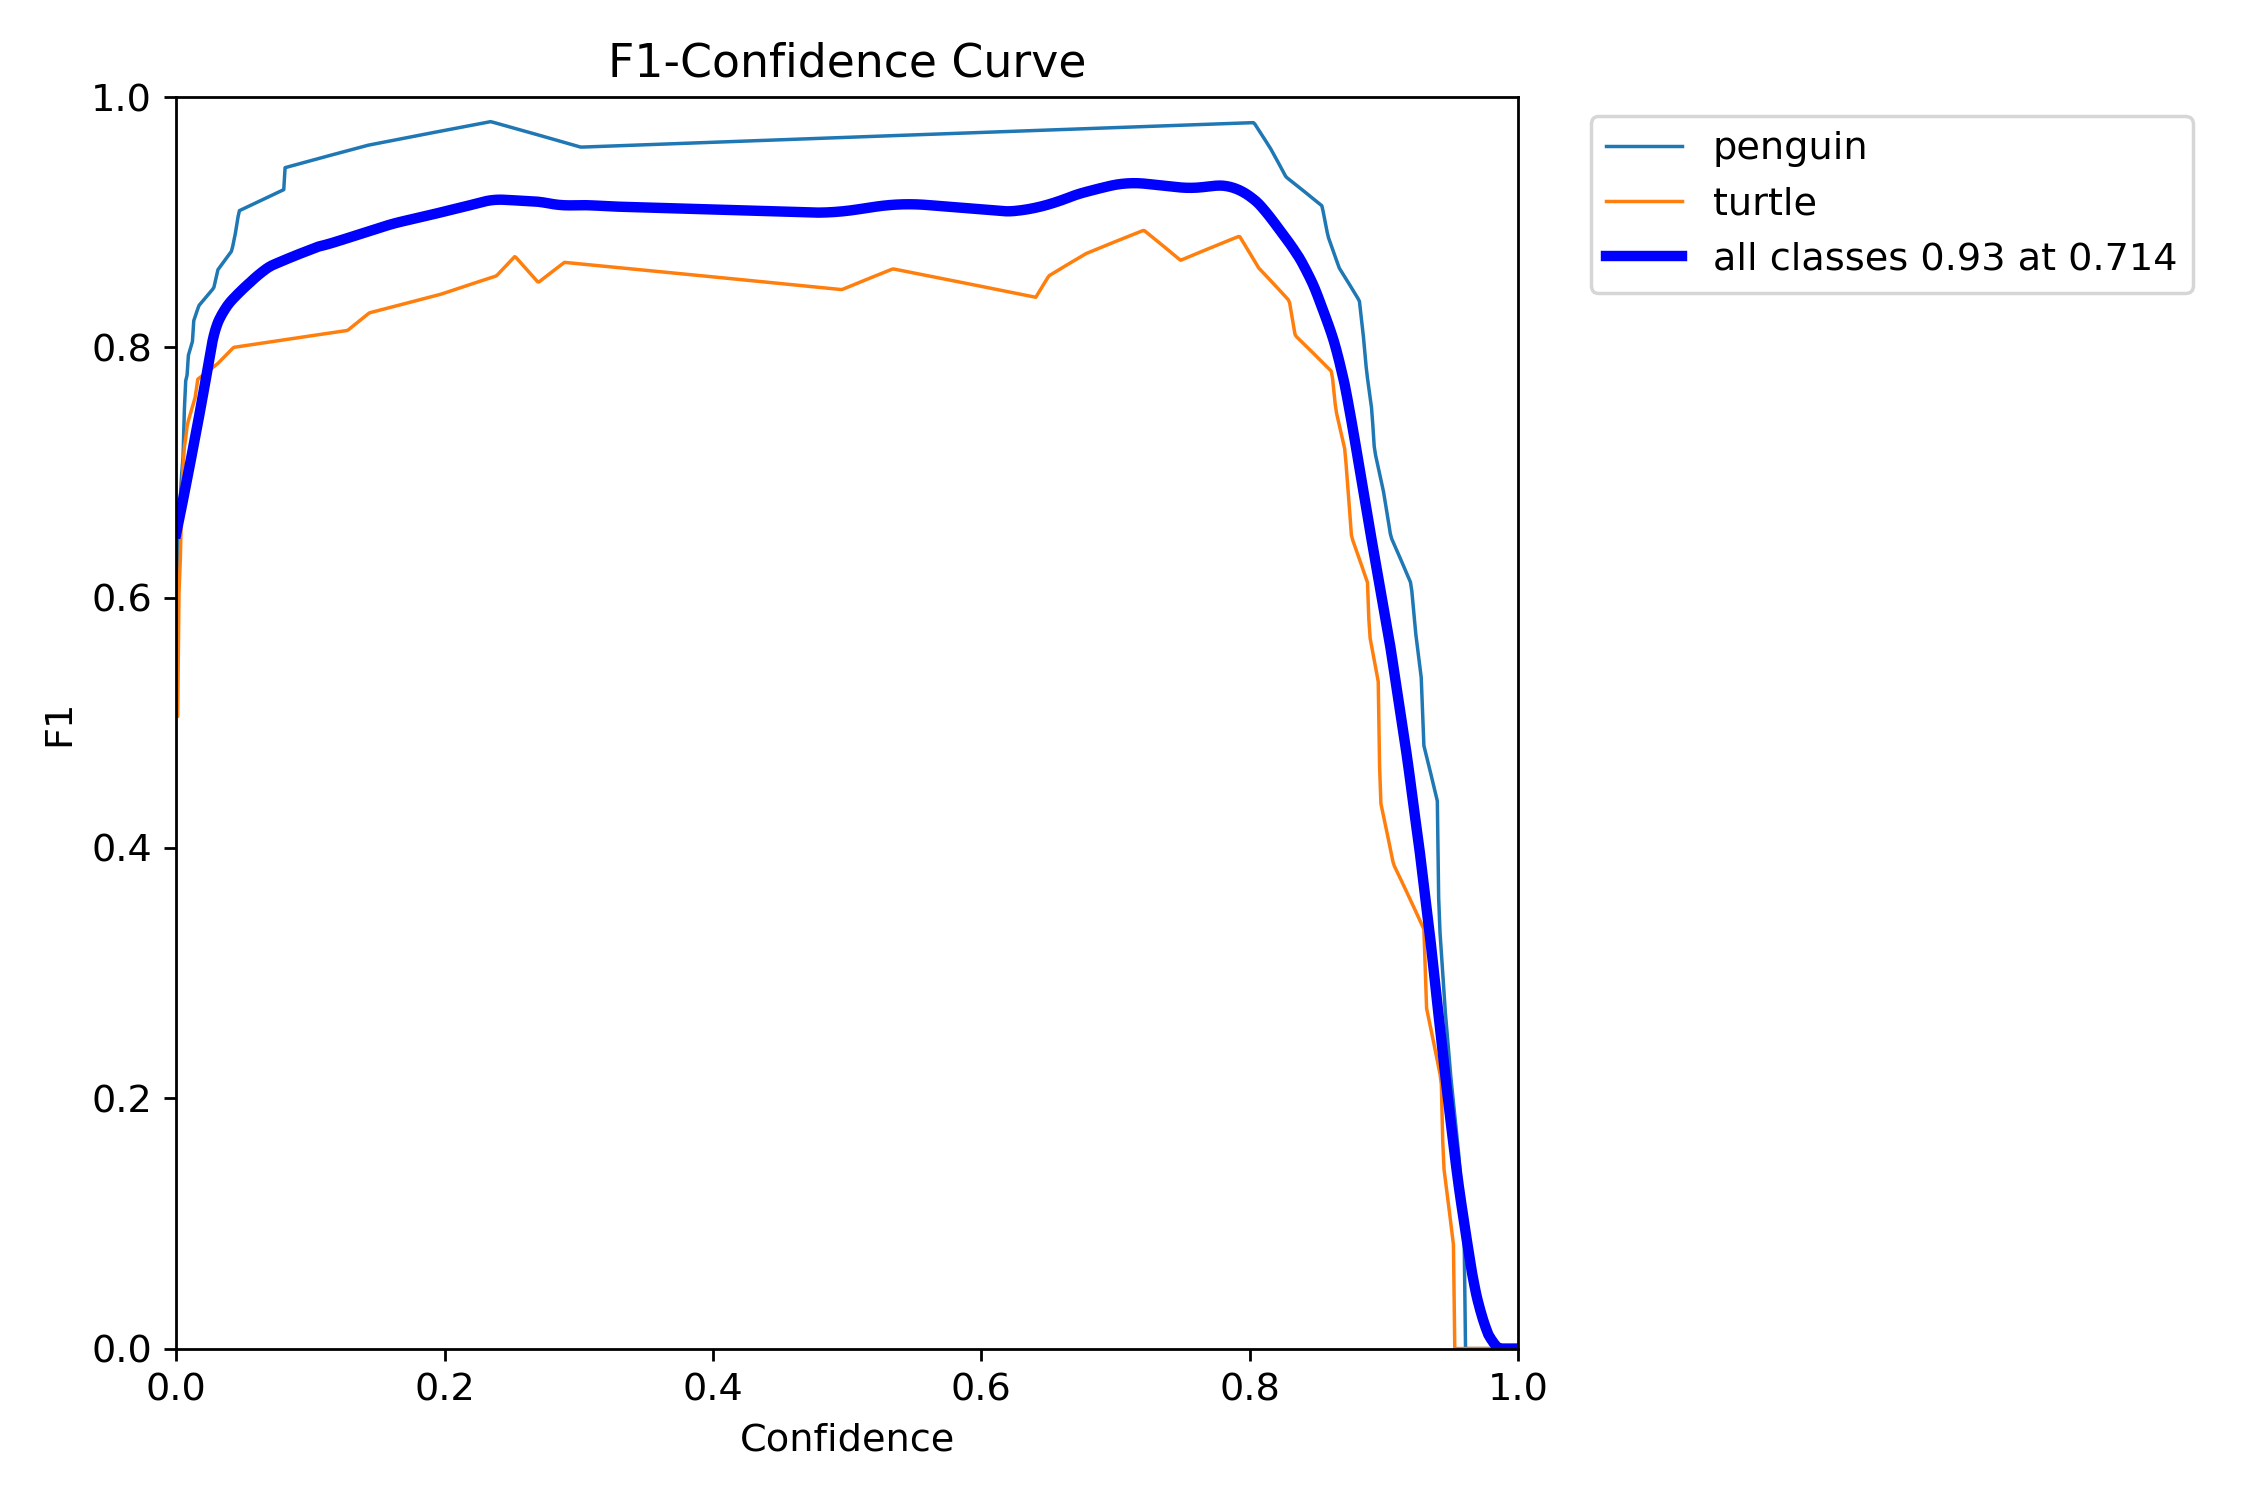 F1-Confidence Curve
penguin
turtle
all classes 0.93 at 0.714
1.0
0.8
0.6
0.4
0.2
0.0
F1
0.0 0.2 0.4 0.6 0.8 1.0
Confidence